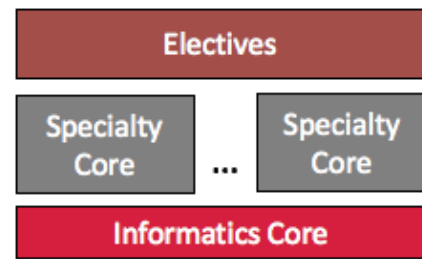 Electives
Specialty
Core
...
Specialty
Core
Informatics Core